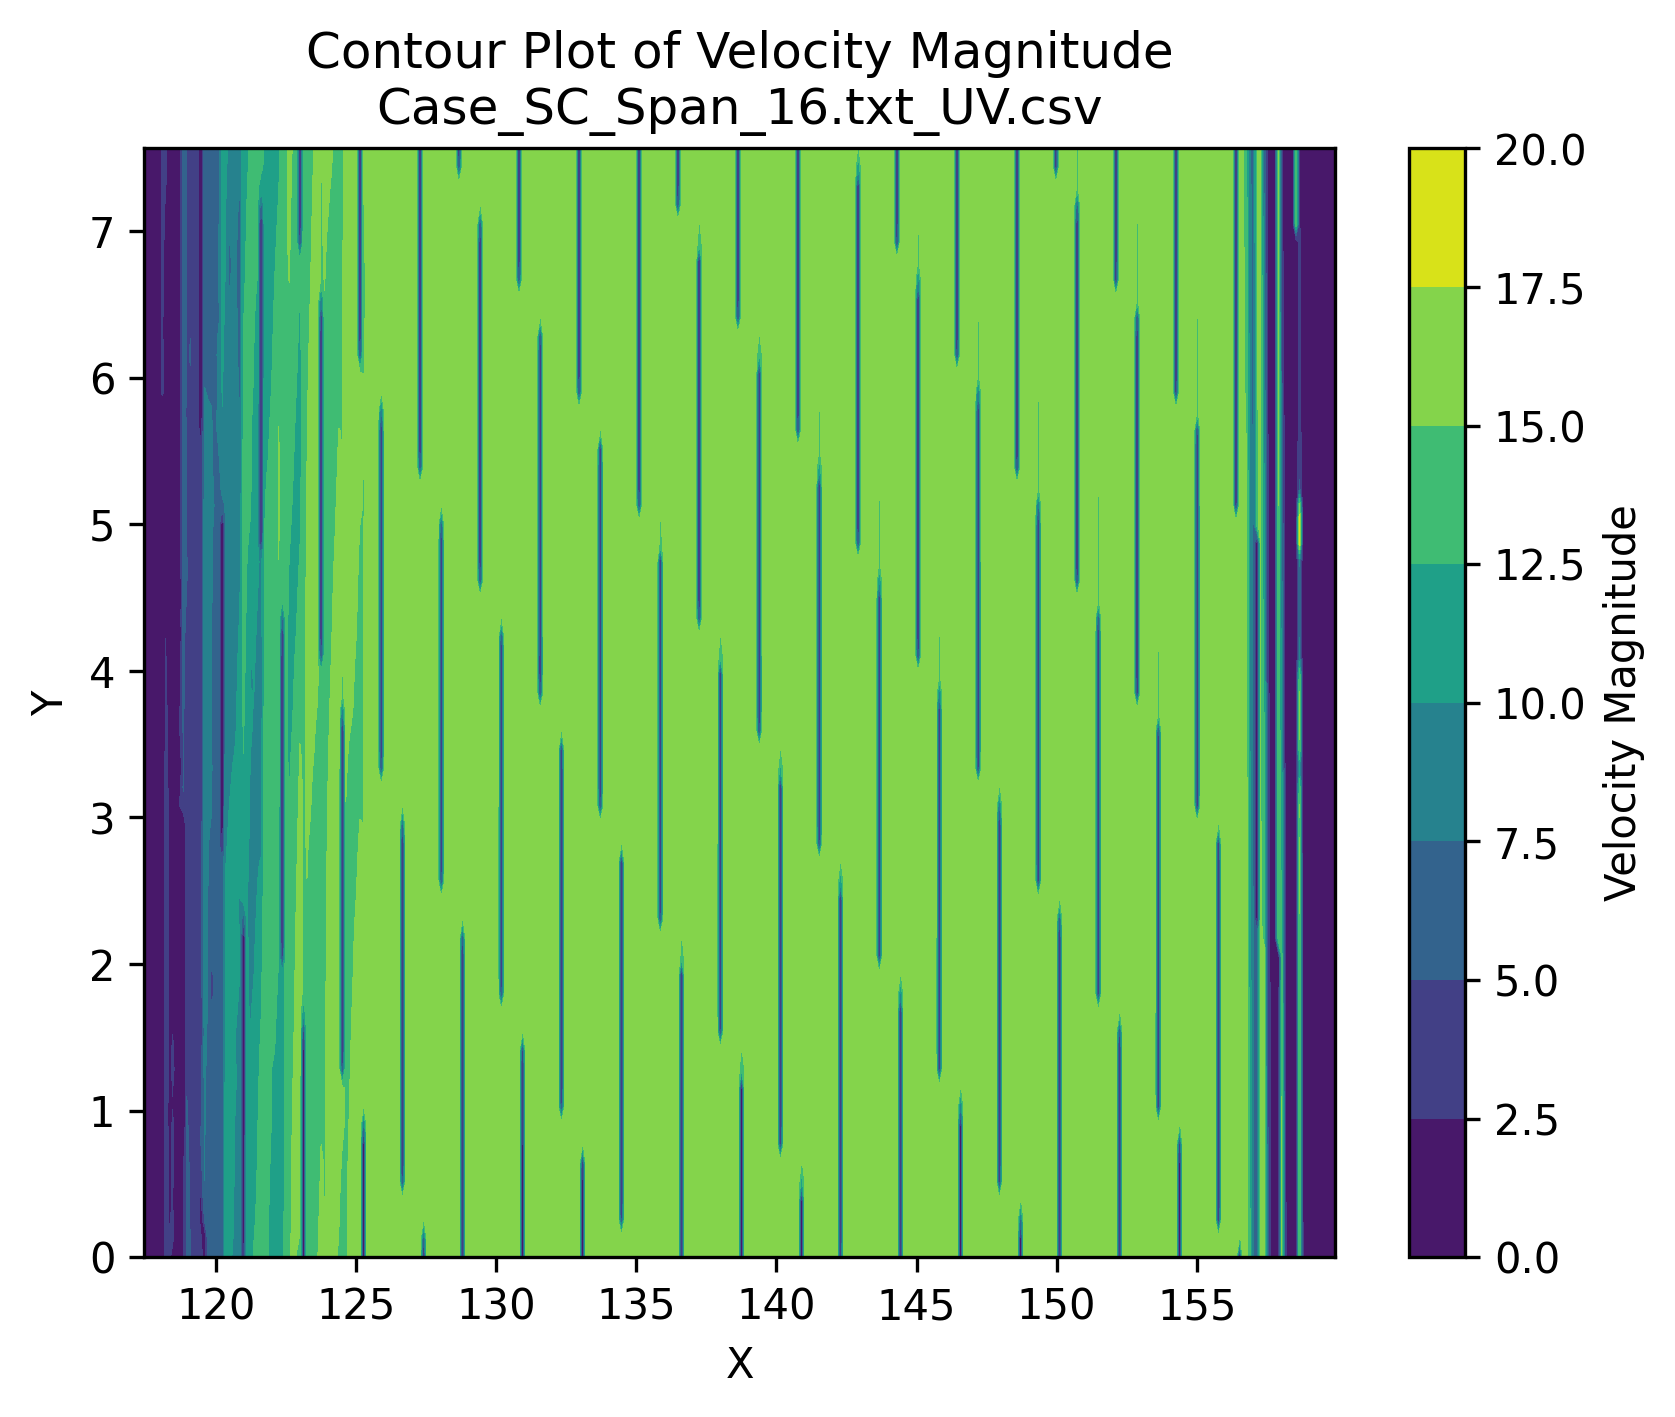 Contour Plot of Velocity Magnitude
Case_SC_Span_16.txt_UV.csv
7
6
5
4
3
2
1
0
Y
120 125 130 135 140 145 150 155
X
20.0
17.5
15.0
12.5
10.0
7.5
5.0
2.5
0.0
Velocity Magnitude